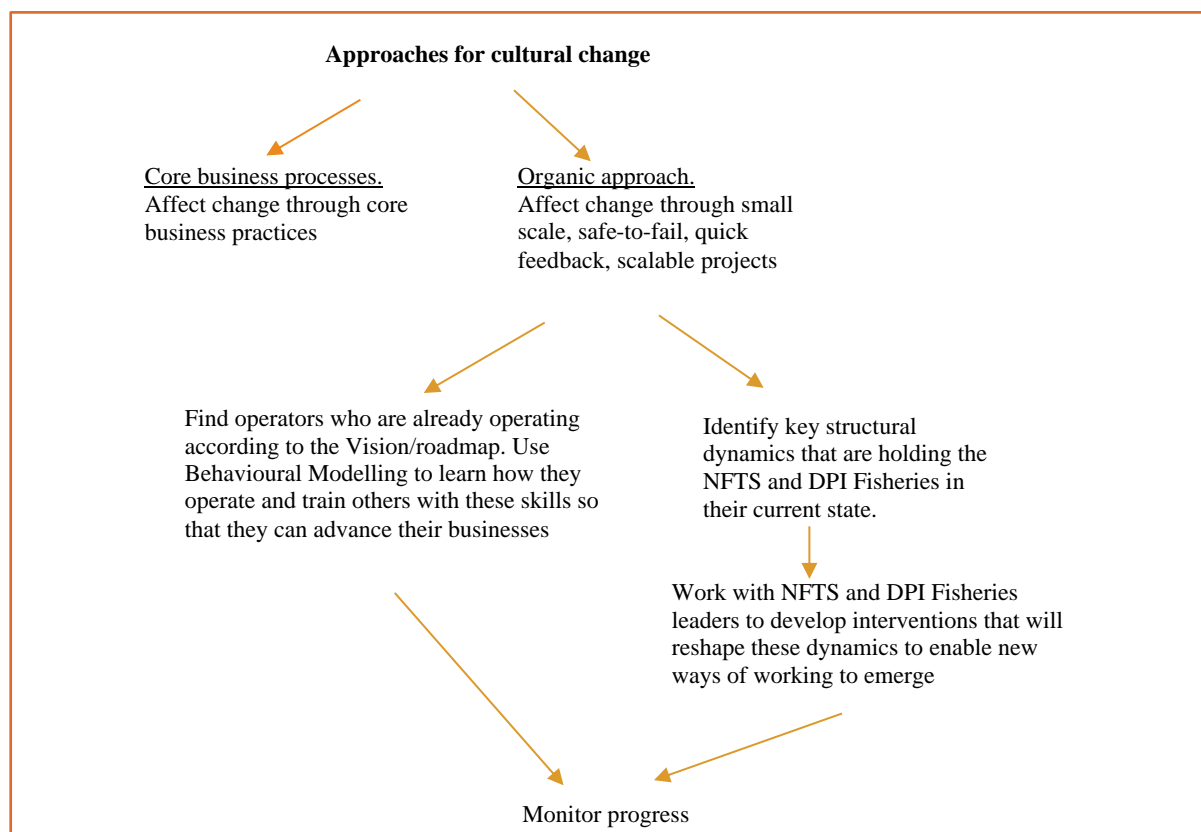 Approaches for cultural change
Core business processes.
Affect change through core
business practices
Organic approach.
Affect change through small
scale, safe-to-fail, quick
feedback, scalable projects
Find operators who are already operating
according to the Vision/roadmap. Use
Behavioural Modelling to learn how they
operate and train others with these skills so
that they can advance their businesses
Identify key structural
dynamics that are holding the
NFTS and DPI Fisheries in
their current state.
Work with NFTS and DPI Fisheries
leaders to develop interventions that will
reshape these dynamics to enable new
ways of working to emerge
Monitor progress